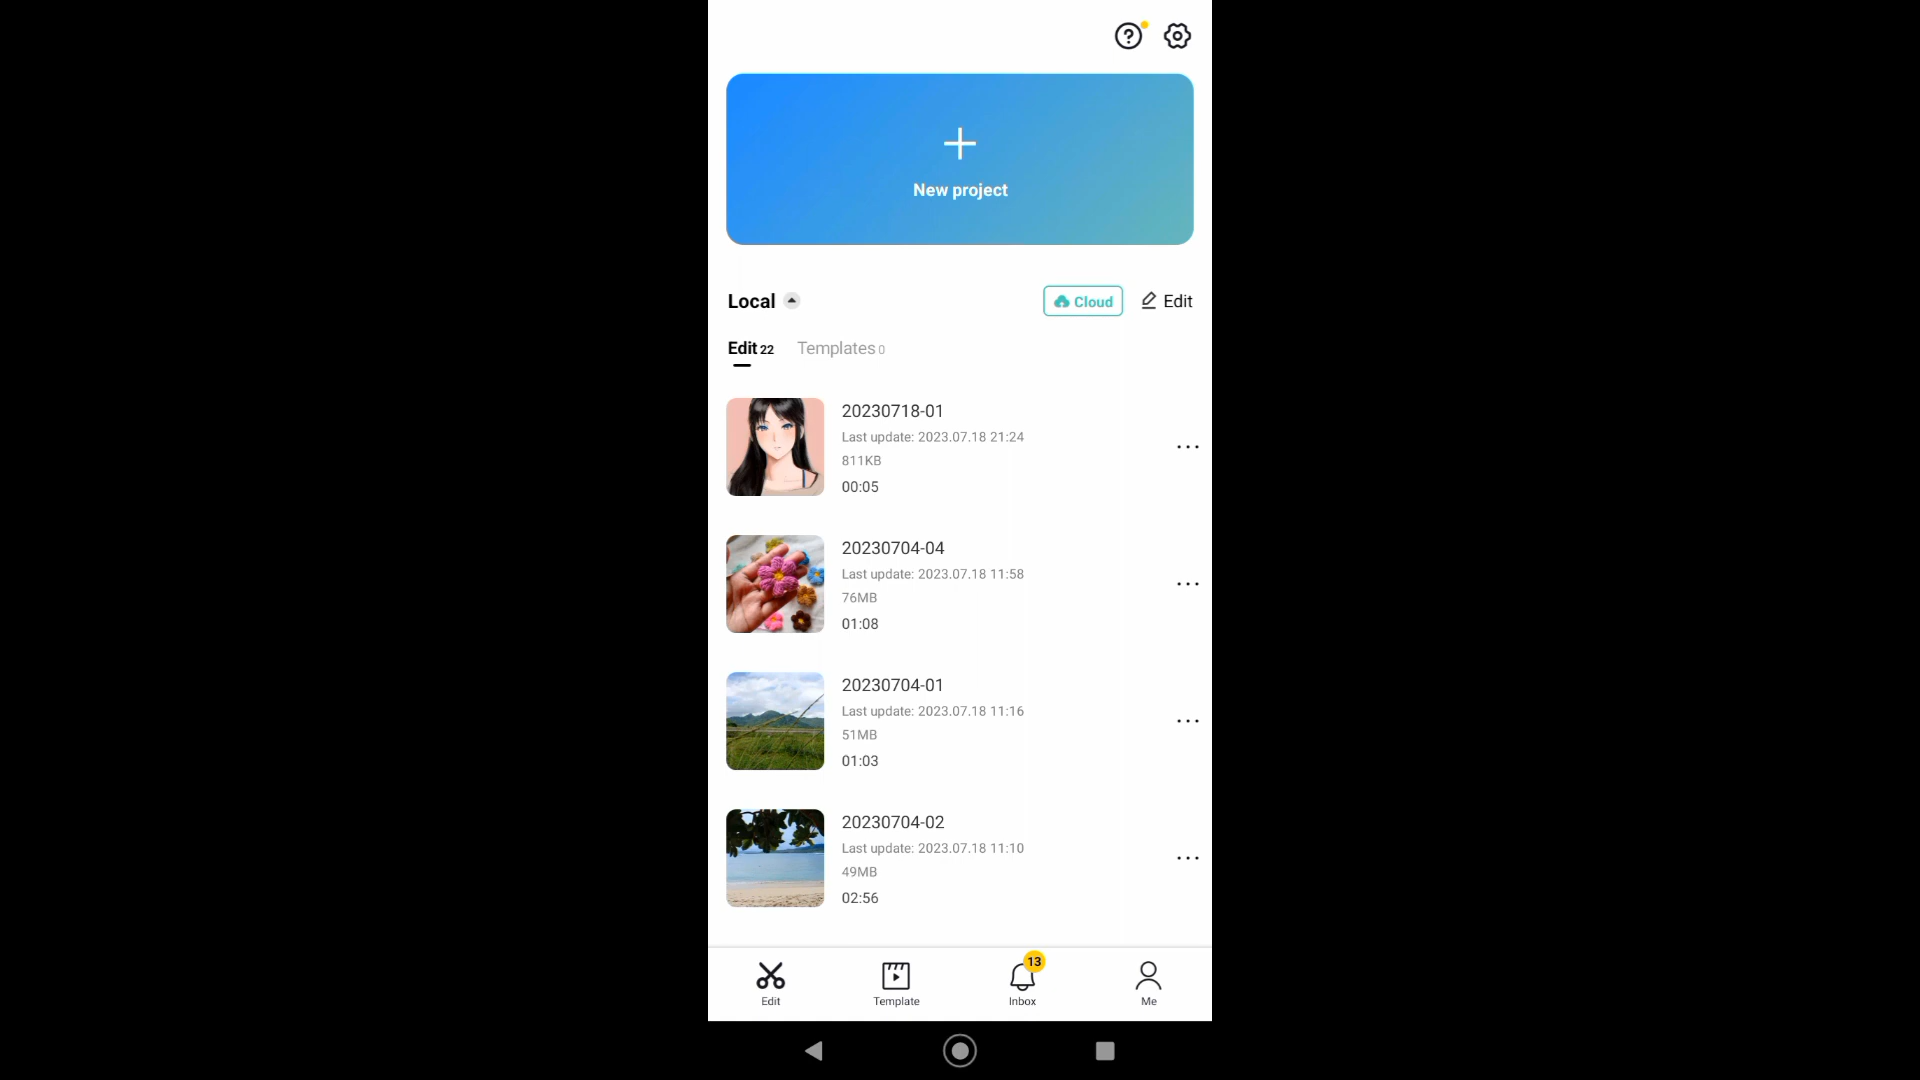 New project
Local
Cloud
Edit
Edit 22
Templates 0
20230718-01
Last update: 2023.07.18 21:24
811KB
00:05
20230704-04
Last update: 2023.07.18 11:58
76MB
01:08
20230704-01
Last update: 2023.07.18 11:16
51MB
01:03
20230704-02
Last update: 2023.07.18 11:10
49MB
02:56
13
Edit
Template
Inbox
Me